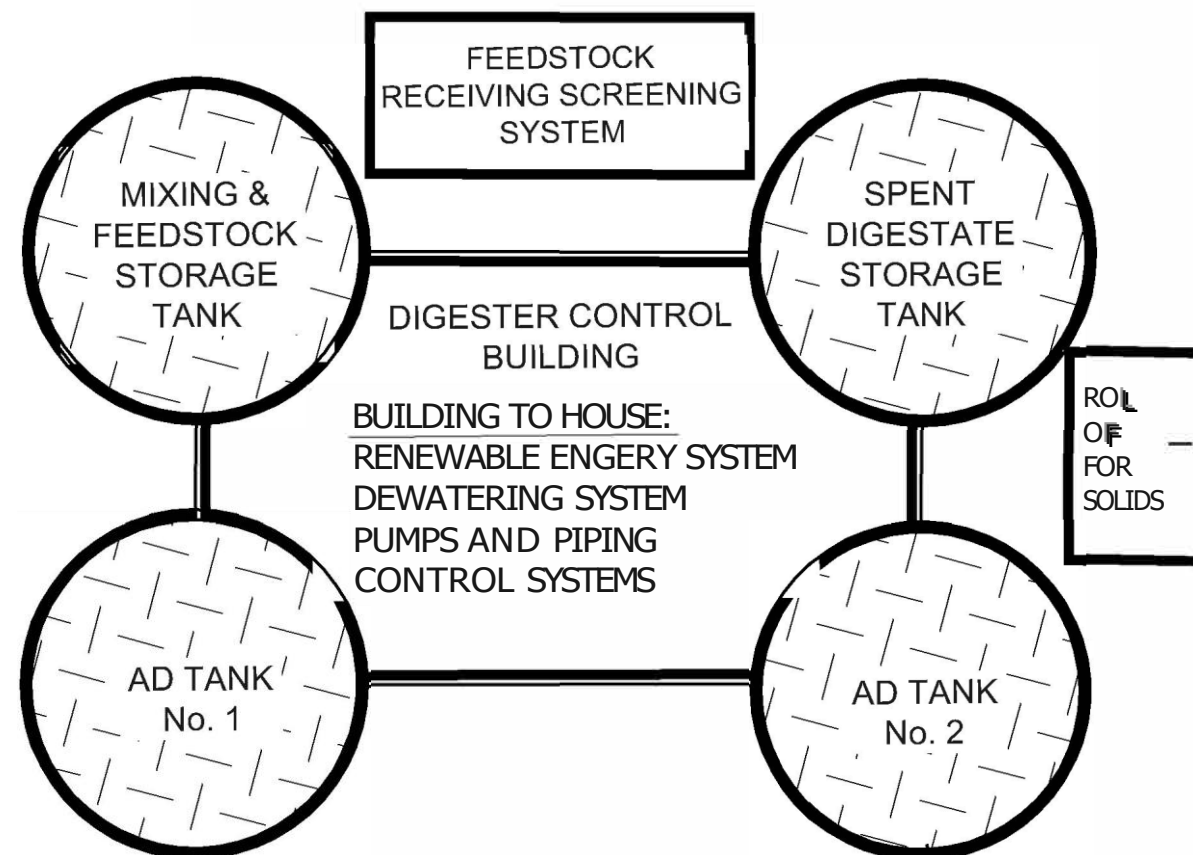 FEEDSTOCK
RECEIVING SCREENING
SYSTEM
MIXING &
FEEDSTOCK
STORAGE
TANK
SPENT
DIGESTATE
STORAGE
TANK
DIGESTER CONTROL
BUILDING
BUILDING TO HOUSE:
RENEWABLE ENGERY SYSTEM
DEWATERING SYSTEM
PUMPS AND PIPING
CONTROL SYSTEMS
ROL
OF
FOR
SOLIDS
AD TANK
No. 1
AD TANK
No. 2